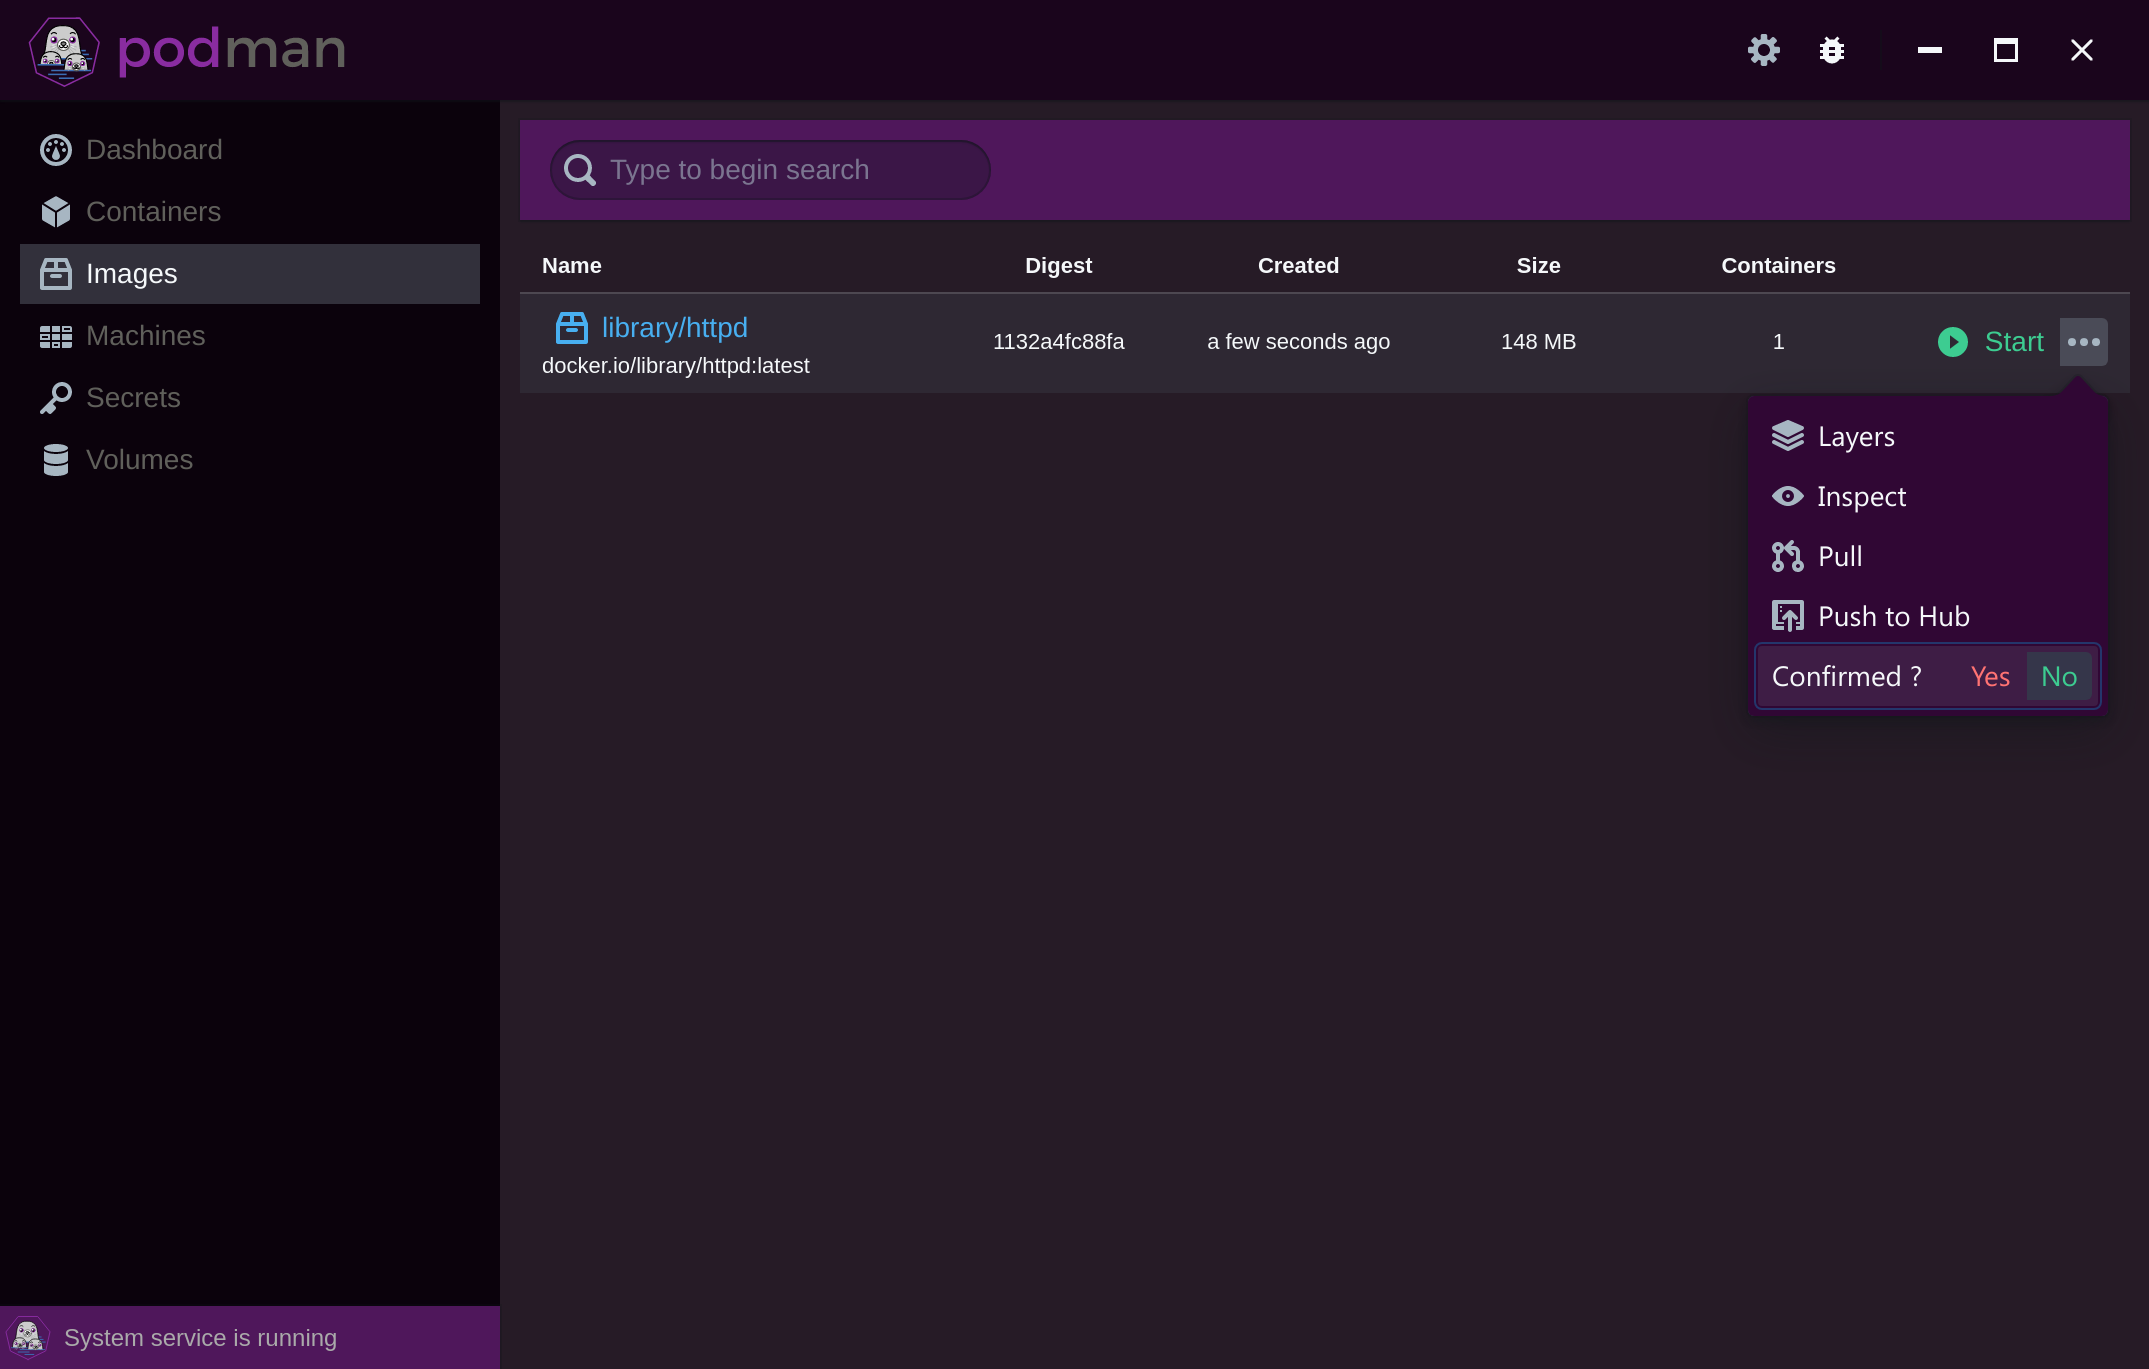 podman
Dashboard
Containers
Images
Machines
Secrets
Volumes
Type to begin search
Name Digest Created Size Containers
library/httpd
docker.io/library/httpd:latest
1132a4fc88fa a few seconds ago 148 MB 1 Start
Layers
Inspect
Pull
Push to Hub
Confirmed ? Yes No
System service is running